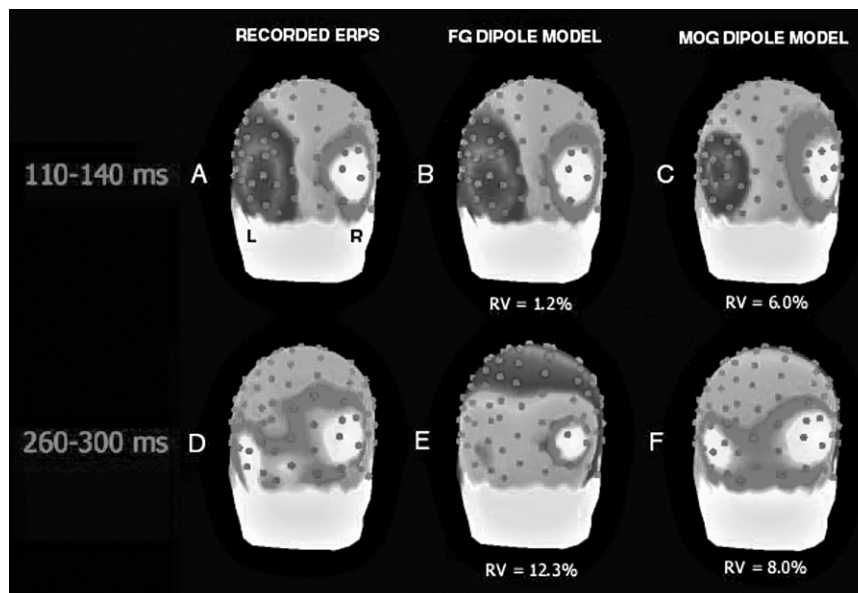 RECORDED ERPS FG DIPOLE MODEL MOG DIPOLE MODEL
110-140 ms A B C
L R
RV = 1.2% RV = 6.0%
260-300 ms D E F
RV = 12.3% RV = 8.0%